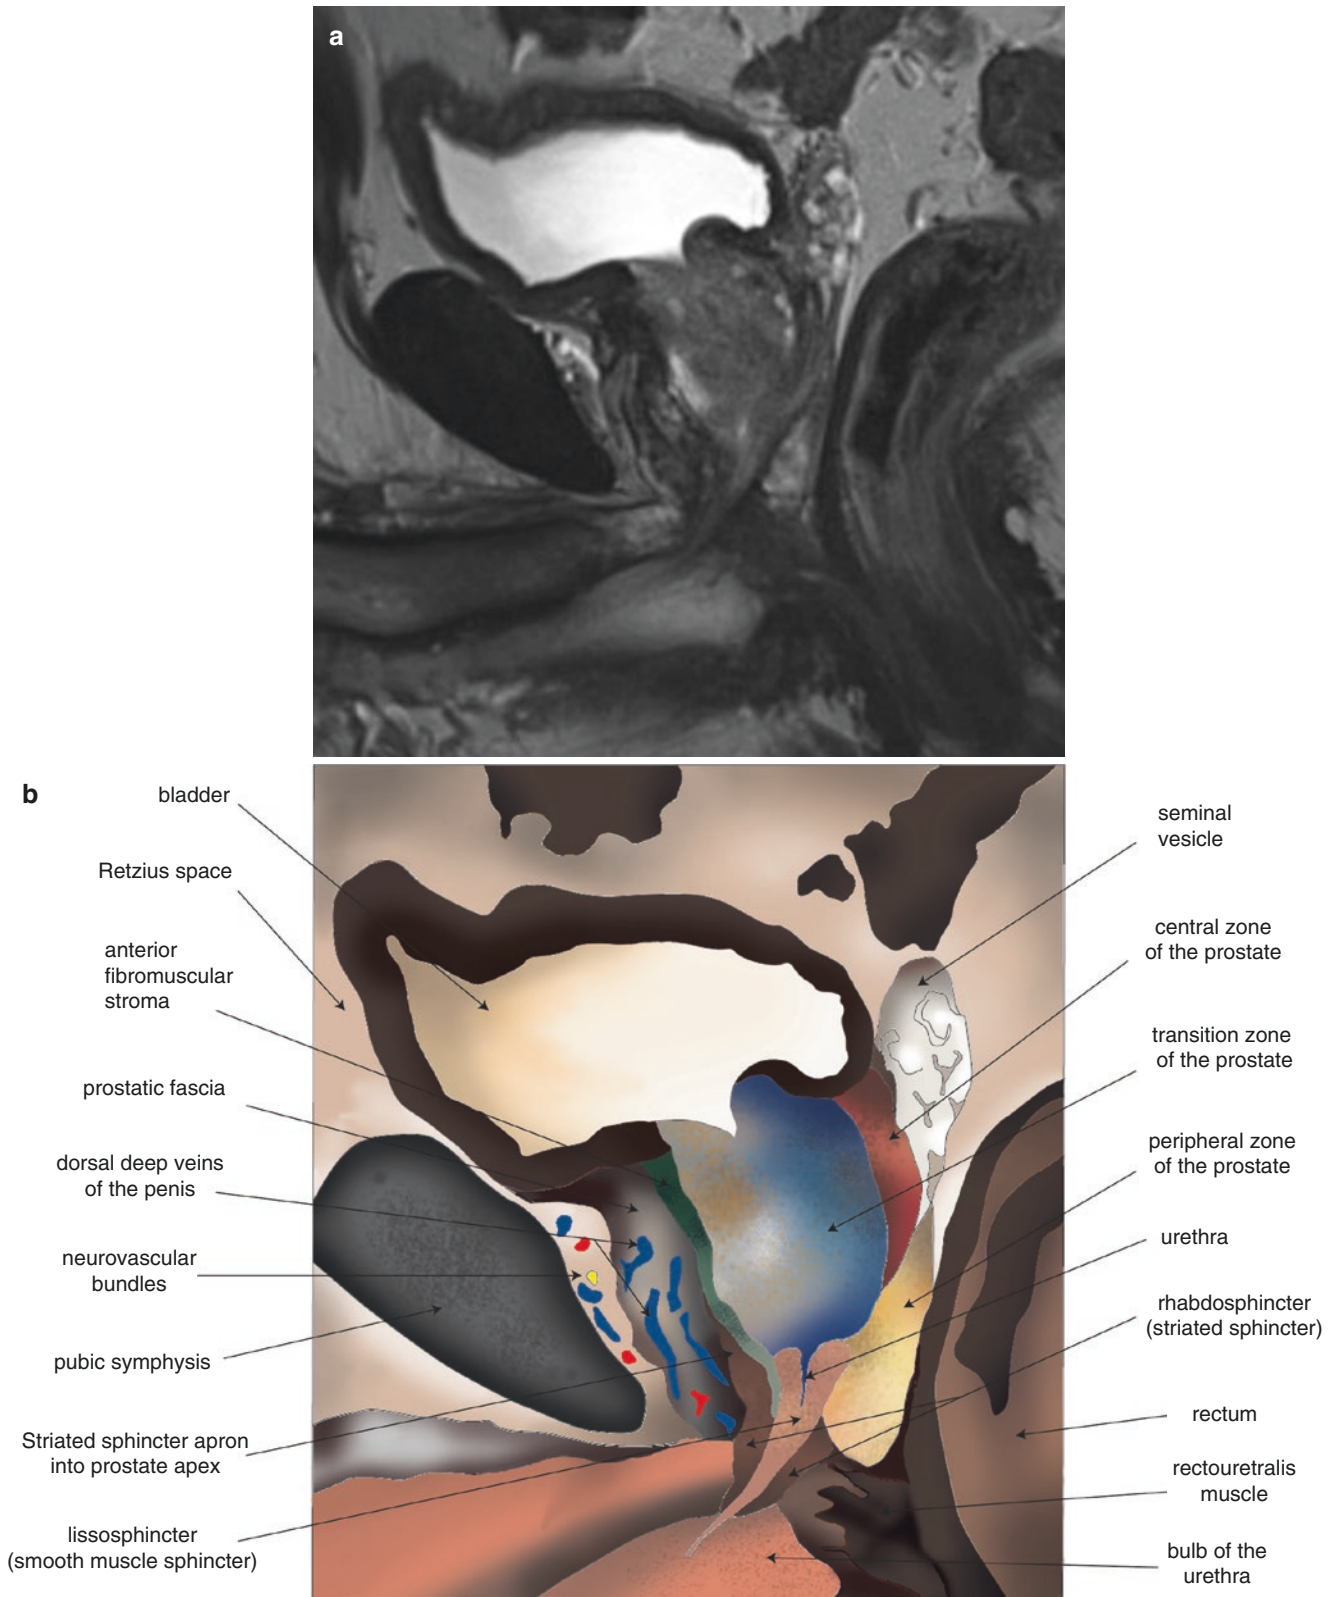 a
b
bladder
Retzius space
anterior
fibromuscular
stroma
prostatic fascia
dorsal deep veins
of the penis
neurovascular
bundles
pubic symphysis
Striated sphincter apron
into prostate apex
lissosphincter
(smooth muscle sphincter)
seminal
vesicle
central zone
of the prostate
transition zone
of the prostate
peripheral zone
of the prostate
urethra
rhabdosphincter
(striated sphincter)
rectum
rectouretralis
muscle
bulb of the
urethra